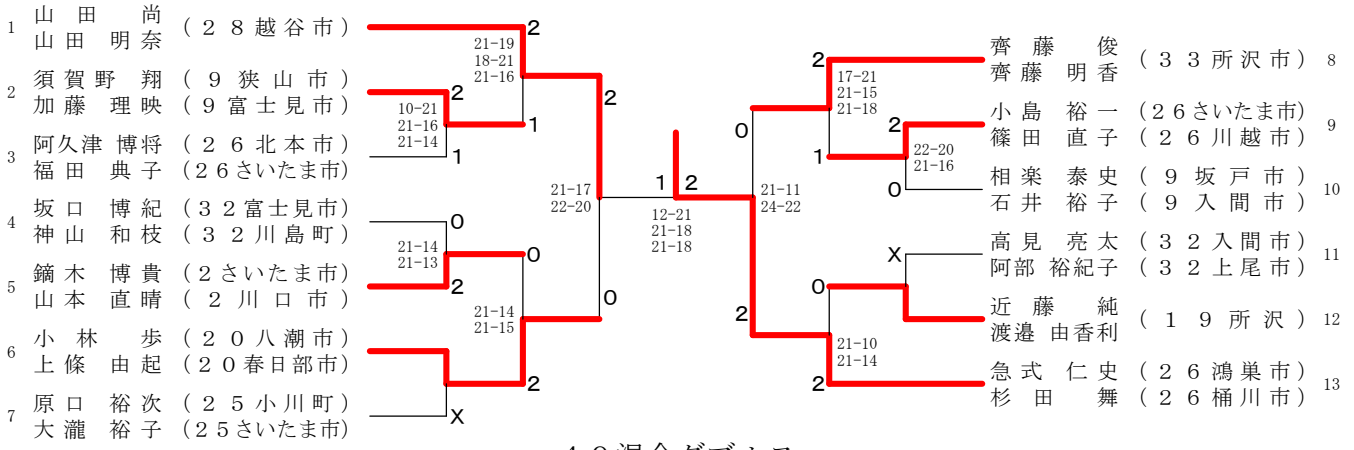 1 山田 尚 (28越谷市)
山田 明奈
2 須賀野 翔 (9狭山市)
加藤 理映 (9富士見市)
3 阿久津 博将 (26北本市)
福田 典子 (26さいたま市)
4 坂口 博紀 (32富士見市)
神山 和枝 (32川島町)
5 鏑木 博貴 (2さいたま市)
山本 直晴 (2川口市)
6 小林 歩 (20八潮市)
上條 由起 (20春日部市)
7 原口 裕次 (25小川町)
大瀧 裕子 (25さいたま市)
2
21-19
18-21
21-16
2
10-21
21-16
21-14
1
1
2
0
21-14
21-13
2
0
21-14
21-15
2
0
X
21-17
22-20
1 2
12-21
21-18
21-18
21-11
24-22
0
2
2
17-21
21-15
21-18
1
2
22-20
21-16
0
X
0
21-10
21-14
2
齊藤 俊 (33所沢市) 8
齊藤 明香
小島 裕一 (26さいたま市) 9
篠田 直子 (26川越市)
相楽 泰史 (9坂戸市) 10
石井 裕子 (9入間市)
高見 亮太 (32入間市) 11
阿部 裕紀子 (32上尾市)
近藤 純 (19所沢) 12
渡邉 由香利
急式 仁史 (26鴻巣市) 13
杉田 舞 (26桶川市)